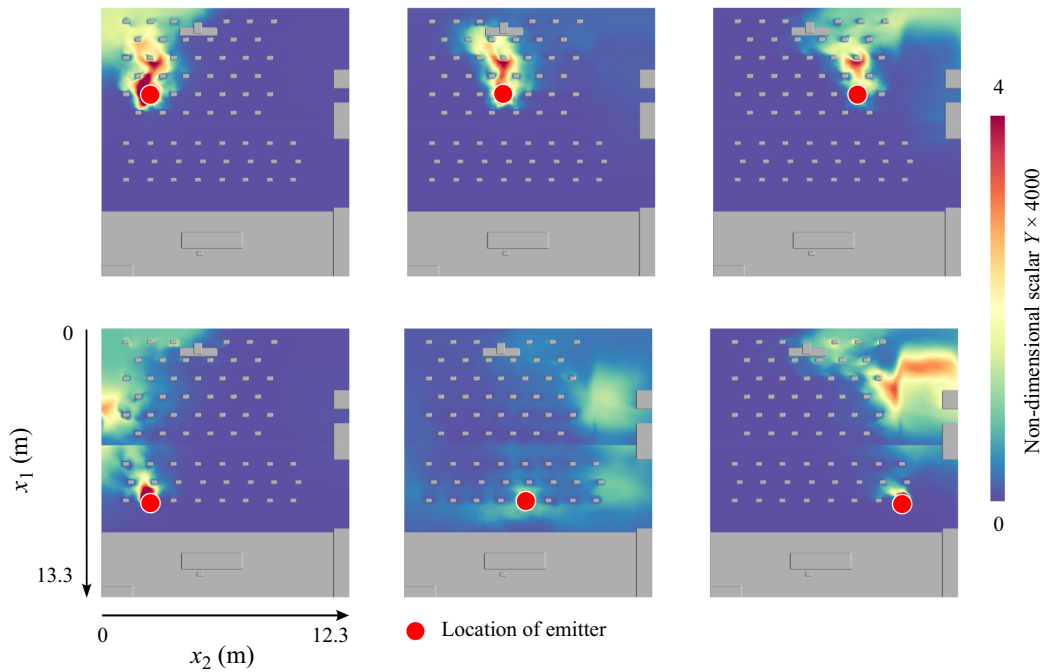 4
Non-dimensional scalar Y × 4000
0
0
x1 (m)
13.3
0
12.3
x2 (m)
Location of emitter